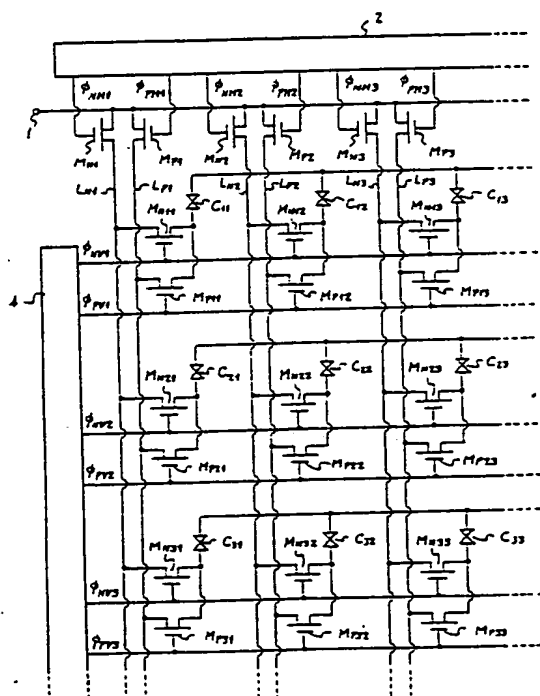 2
φNH1 φPH1 φNH2 φPH2 φNH3 φPH3
1
MN1 MP1 MN2 MP2 MN3 MP3
LN1 LP1 LN2 LP2 LN3 LP3
MN11 C11 MN12 C12 MN13 C13
4
φNV1
MP11 MP12 MP13
φPV1
MN21 C21 MN22 C22 MN23 C23
φNV2
MP21 MP22 MP23
φPV2
MN31 C31 MN32 C32 MN33 C33
φNV3
MP31 MP32 MP33
φPV3